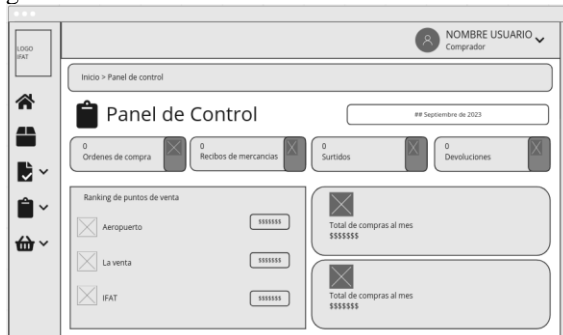 LOGO
IFAT
NOMBRE USUARIO
Comprador
Inicio > Panel de control
Panel de Control
## Septiembre de 2023
0
Ordenes de compra
0
Recibos de mercancias
0
Surtidos
0
Devoluciones
Ranking de puntos de venta
Aeropuerto
$$$$$$$
La venta
$$$$$$$
IFAT
$$$$$$$
Total de compras al mes
$$$$$$$
Total de compras al mes
$$$$$$$